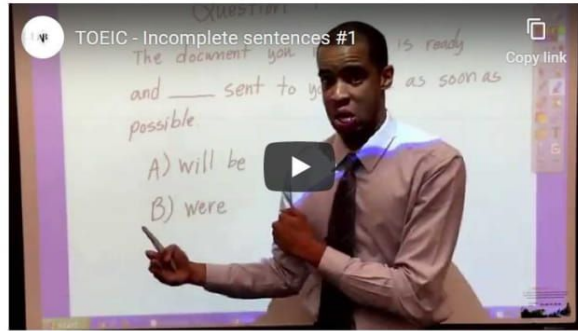 Question
TOEIC - Incomplete sentences #1
Copy link
The document you is ready
and ____ sent to as soon as
possible.
A) will be
B) were